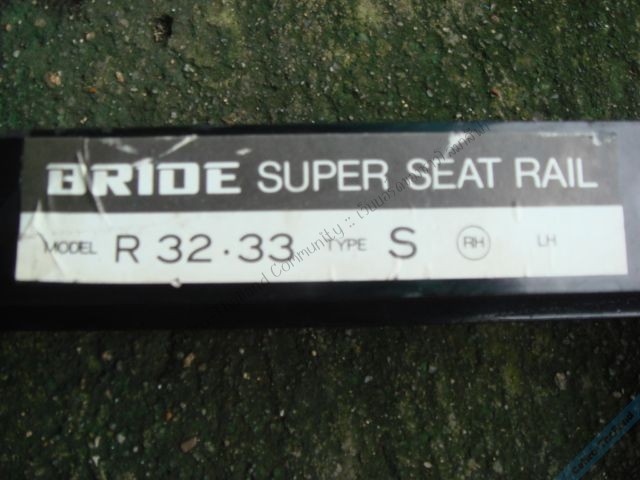 BRIDE SUPER SEAT RAIL
MODEL R 32·33 TYPE S RH LH